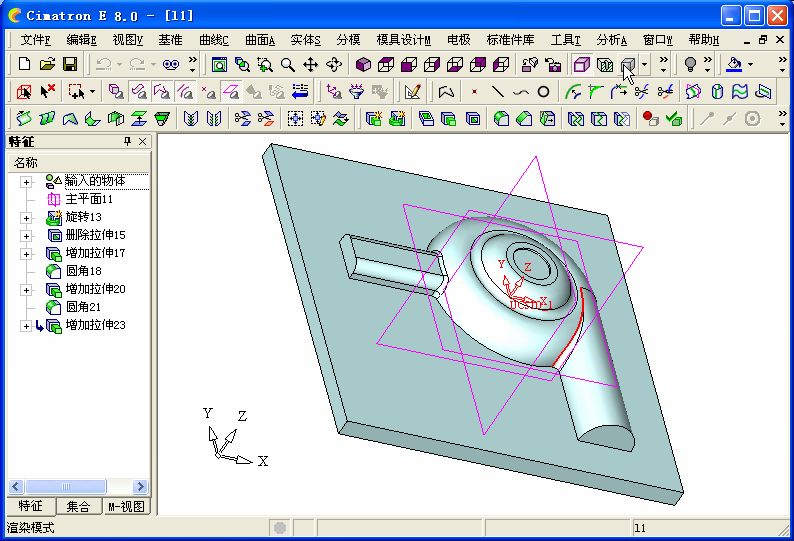 Cimatron E 8.0 - [l1]
文件F 编辑E 视图V 基准 曲线C 曲面A 实体S 分模 模具设计M 电极 标准件库 工具T 分析A 窗口W 帮助H
特征
名称
输入的物体
主平面11
旋转13
删除拉伸15
增加拉伸17
圆角18
增加拉伸20
圆角21
增加拉伸23
Y Z X
Y Z X
特征 集合 M-视图
渲染模式 l1